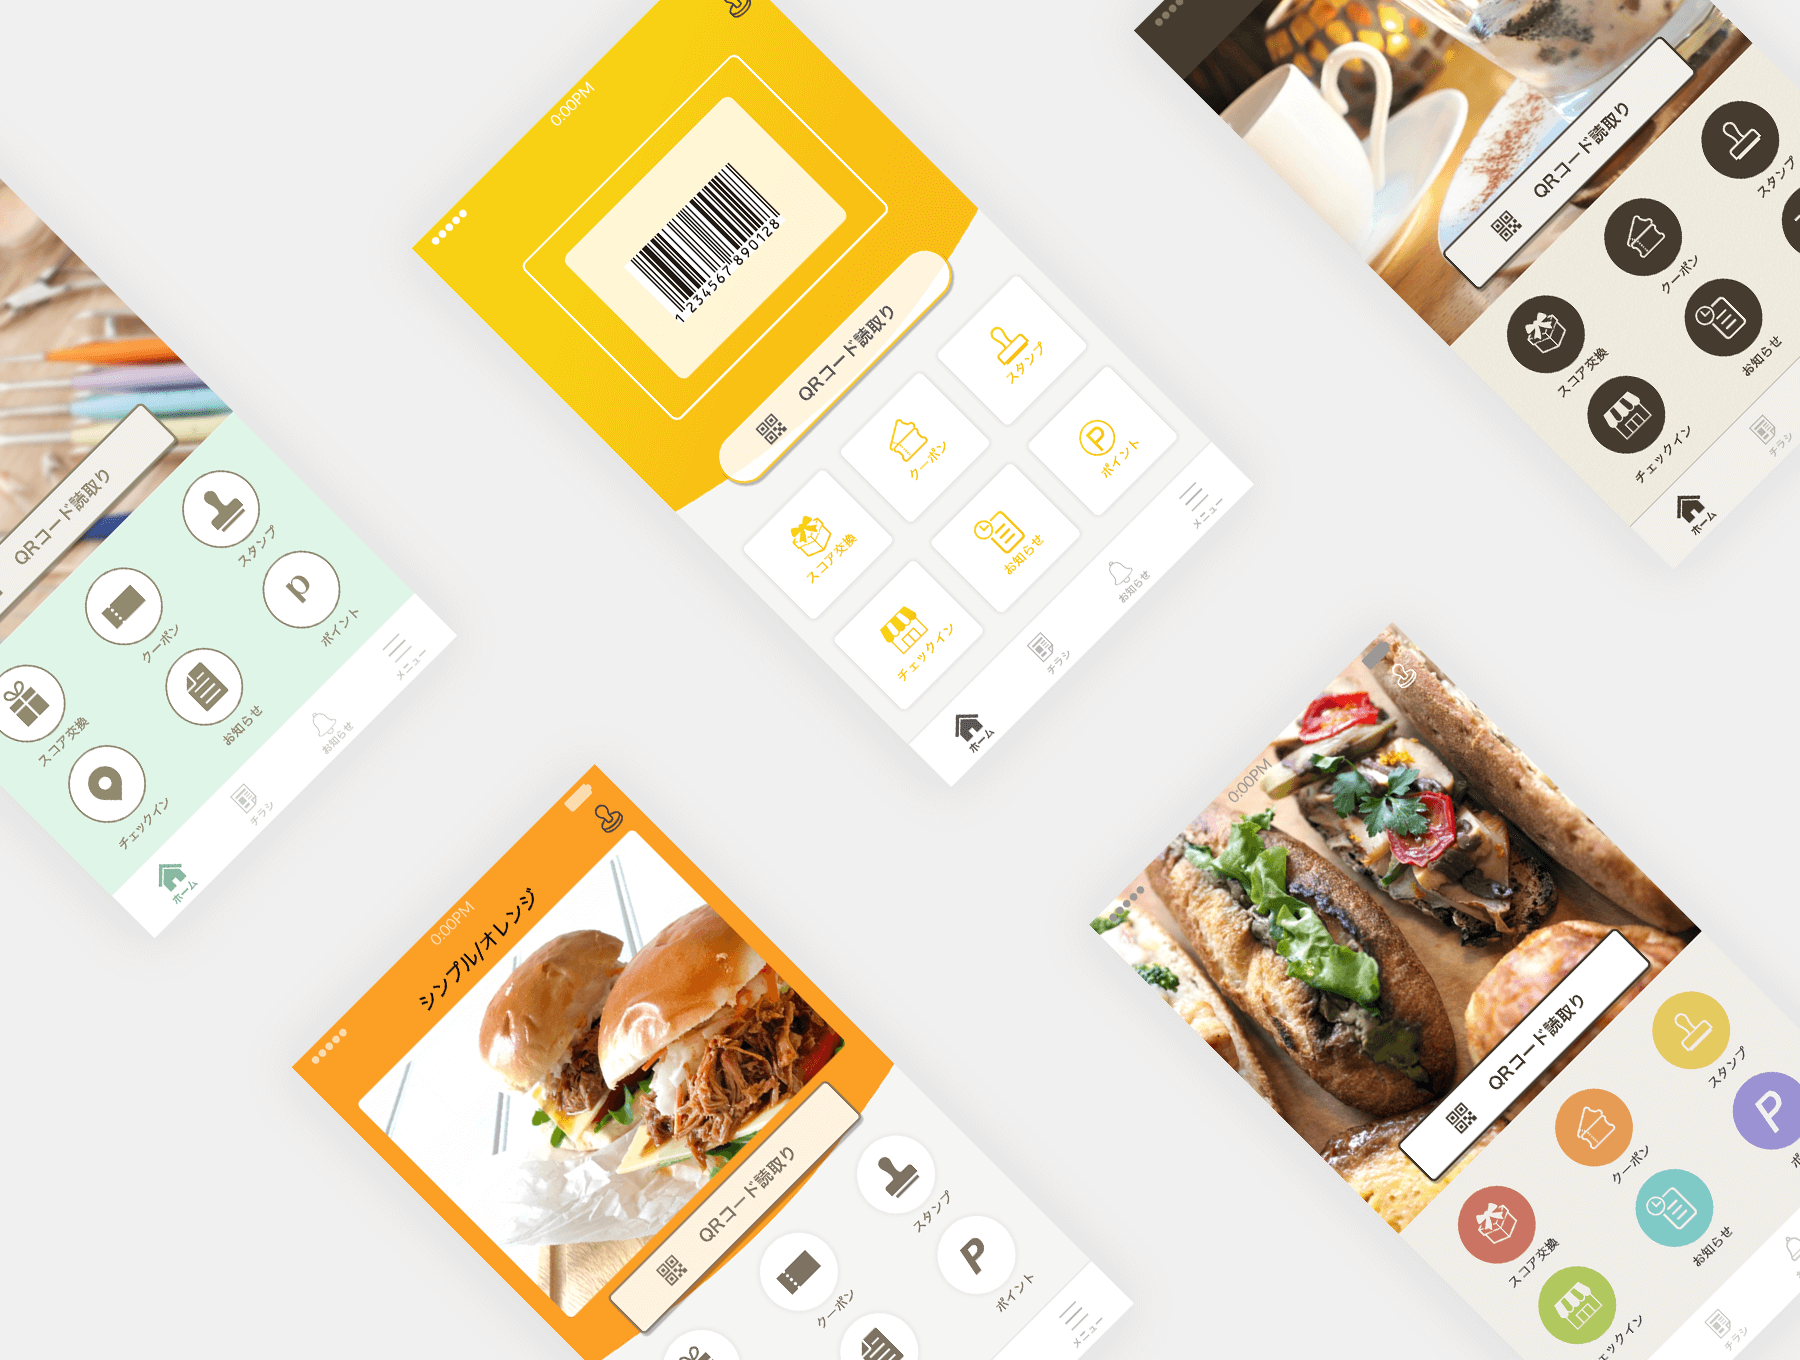 QRコード読取り
スタンプ
クーポン
ポイント
スコア交換
お知らせ
チェックイン
メニュー
お知らせ
チラシ
ホーム
0:00PM
1 234567 890128
QRコード読取り
スタンプ
クーポン
ポイント
スコア交換
お知らせ
チェックイン
メニュー
お知らせ
チラシ
ホーム
QRコード読取り
スタンプ
クーポン
スコア交換
お知らせ
チェックイン
チラシ
ホーム
0:00PM
シンプル/オレンジ
QRコード読取り
スタンプ
P
クーポン
ポイント
メニュー
0:00PM
QRコード読取り
スタンプ
P
クーポン
ポ
スコア交換
お知らせ
ェックイン
チラシ